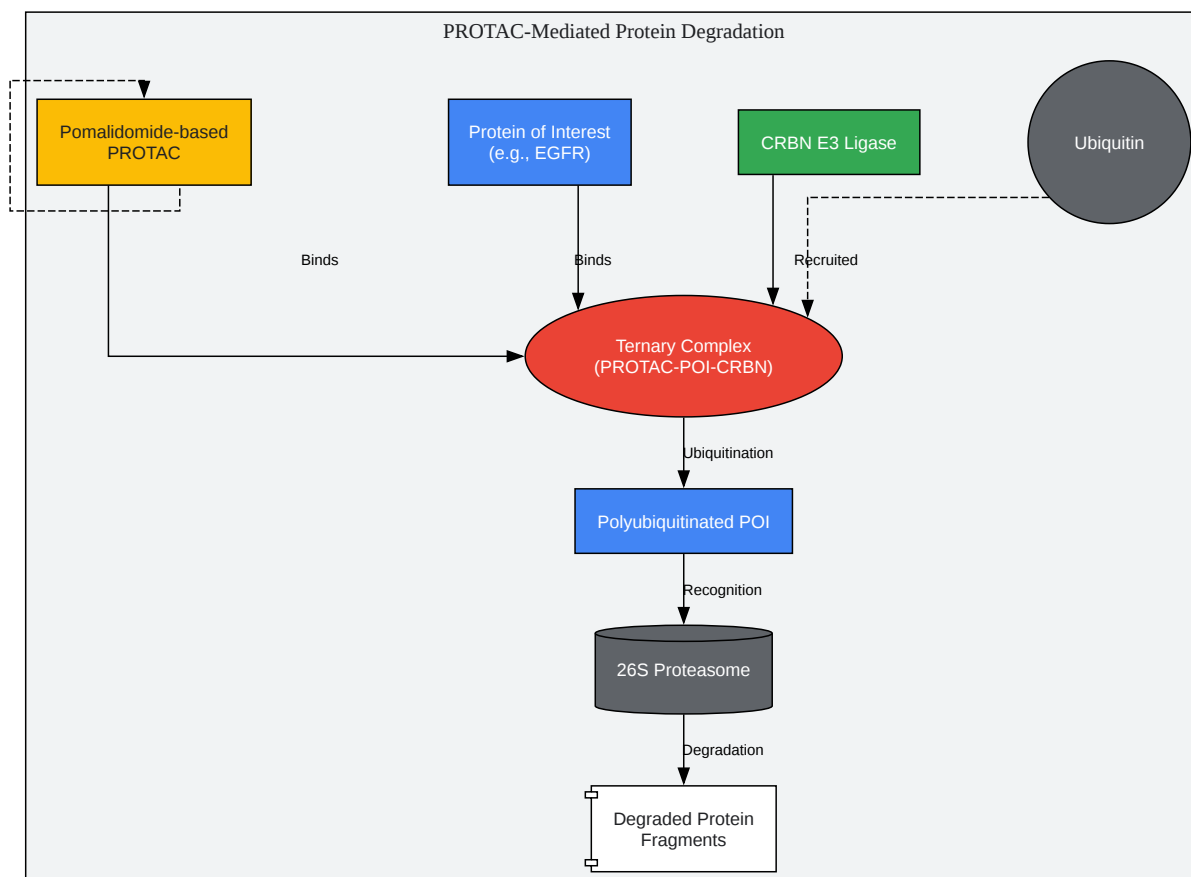 PROTAC-Mediated Protein Degradation
Pomalidomide-based
PROTAC
Protein of Interest
(e.g., EGFR)
CRBN E3 Ligase
Ubiquitin
Binds
Binds
Recruited
Ternary Complex
(PROTAC-POI-CRBN)
Ubiquitination
Polyubiquitinated POI
Recognition
26S Proteasome
Degradation
Degraded Protein
Fragments